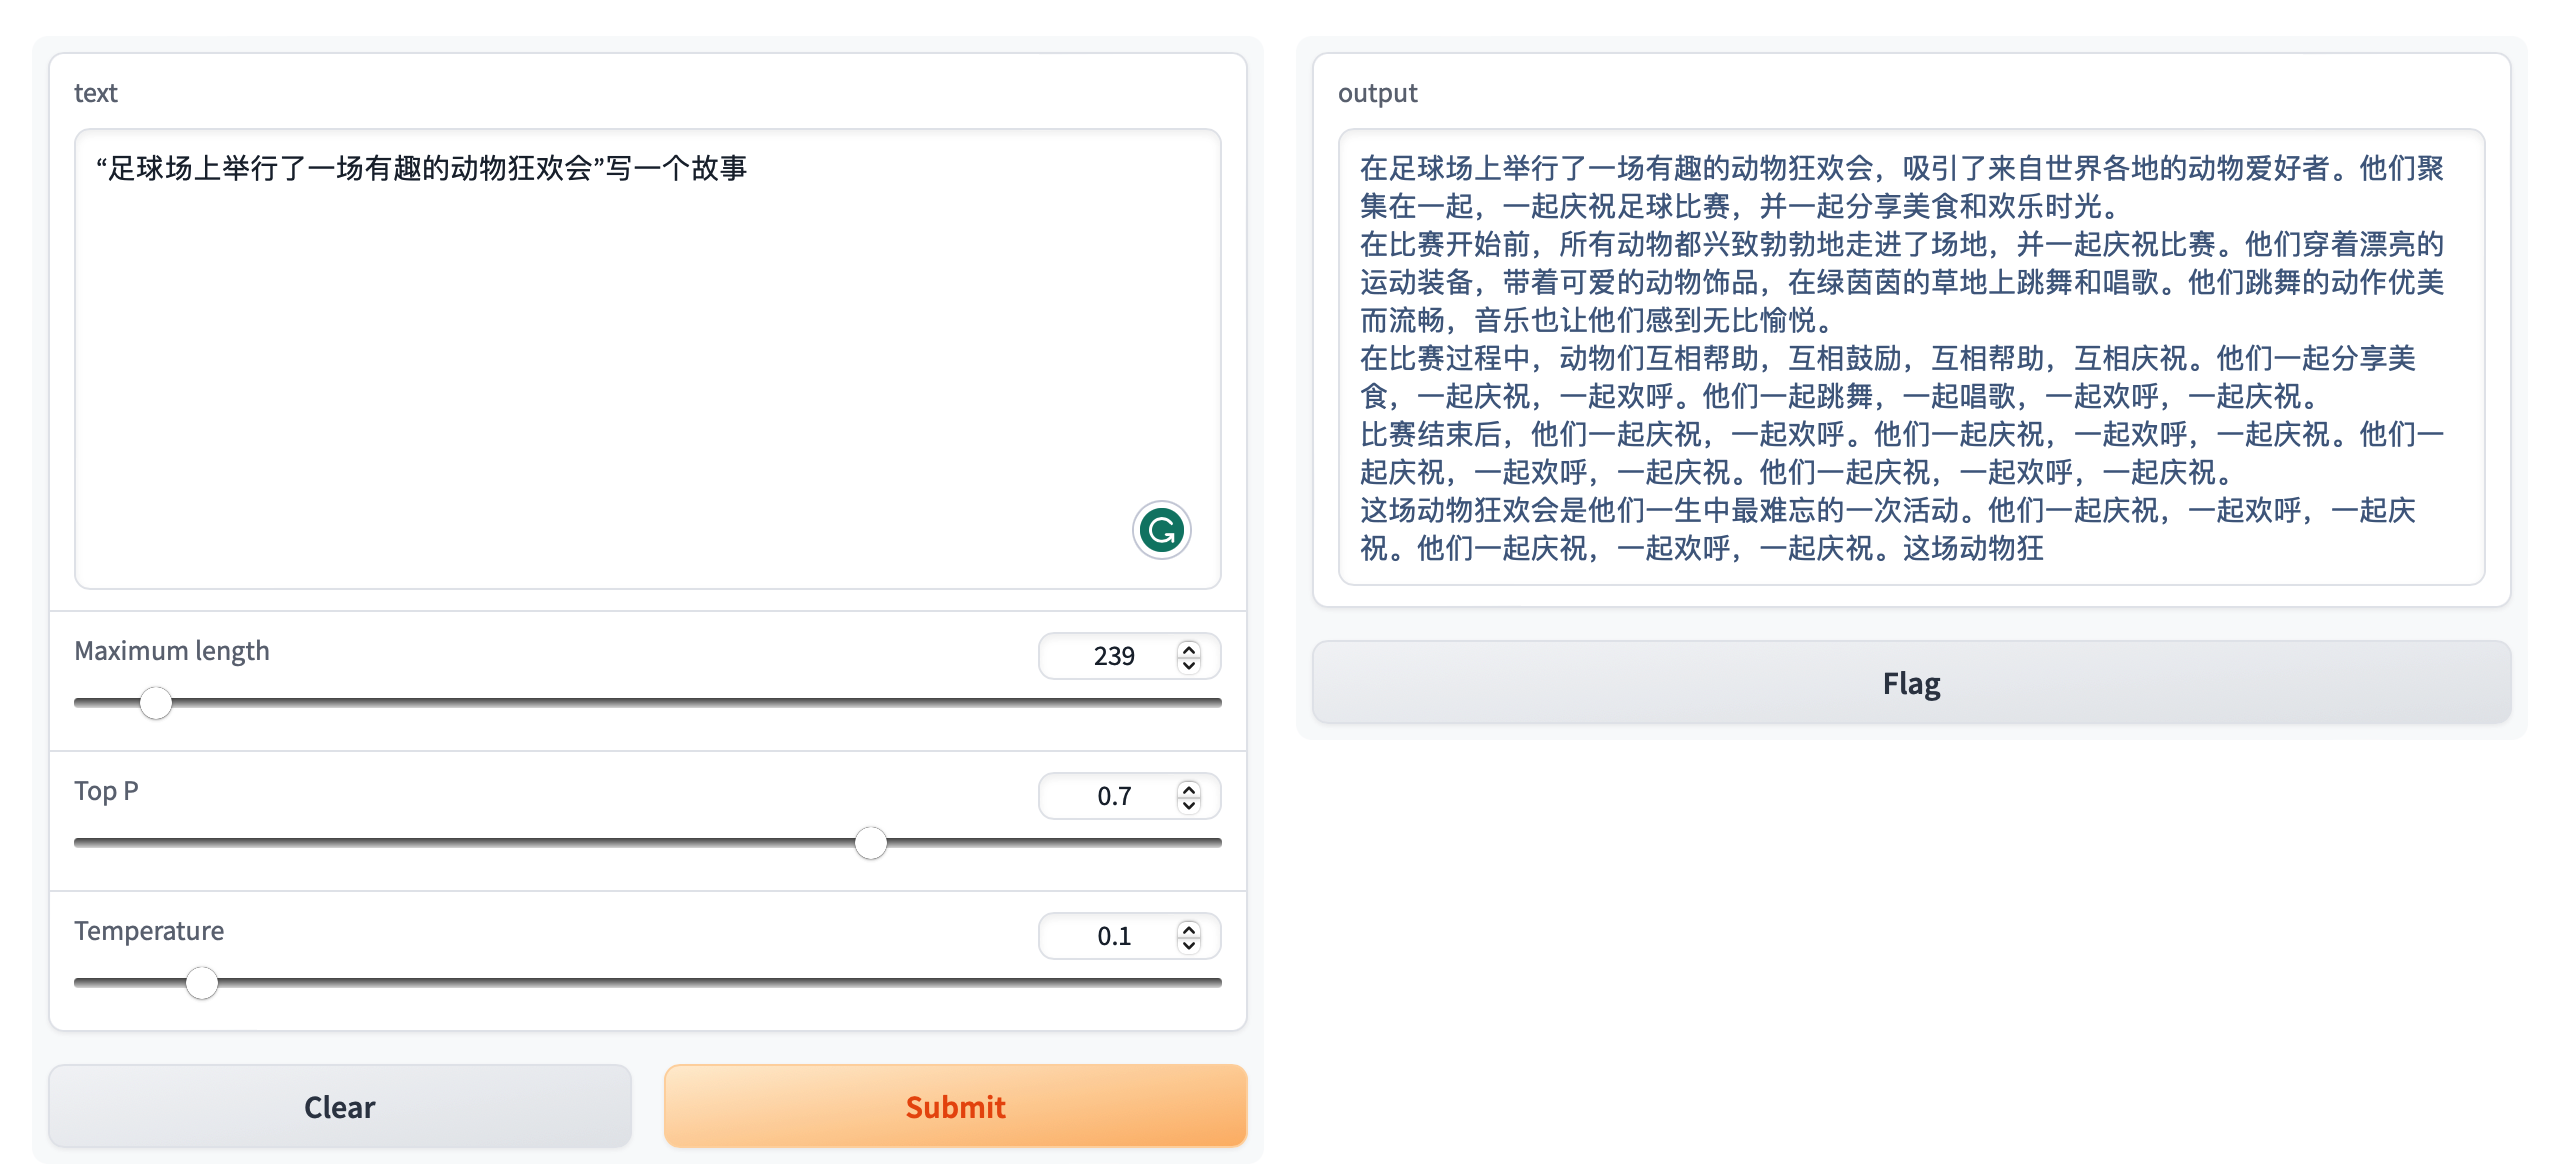 text
“足球场上举行了一场有趣的动物狂欢会”写一个故事
Maximum length
239
Top P
0.7
Temperature
0.1
Clear
Submit
output
在足球场上举行了一场有趣的动物狂欢会，吸引了来自世界各地的动物爱好者。他们聚
集在一起，一起庆祝足球比赛，并一起分享美食和欢乐时光。
在比赛开始前，所有动物都兴致勃勃地走进了场地，并一起庆祝比赛。他们穿着漂亮的
运动装备，带着可爱的动物饰品，在绿茵茵的草地上跳舞和唱歌。他们跳舞的动作优美
而流畅，音乐也让他们感到无比愉悦。
在比赛过程中，动物们互相帮助，互相鼓励，互相帮助，互相庆祝。他们一起分享美
食，一起庆祝，一起欢呼。他们一起跳舞，一起唱歌，一起欢呼，一起庆祝。
比赛结束后，他们一起庆祝，一起欢呼。他们一起庆祝，一起欢呼，一起庆祝。他们一
起庆祝，一起欢呼，一起庆祝。他们一起庆祝，一起欢呼，一起庆祝。
这场动物狂欢会是他们一生中最难忘的一次活动。他们一起庆祝，一起欢呼，一起庆
祝。他们一起庆祝，一起欢呼，一起庆祝。这场动物狂
Flag